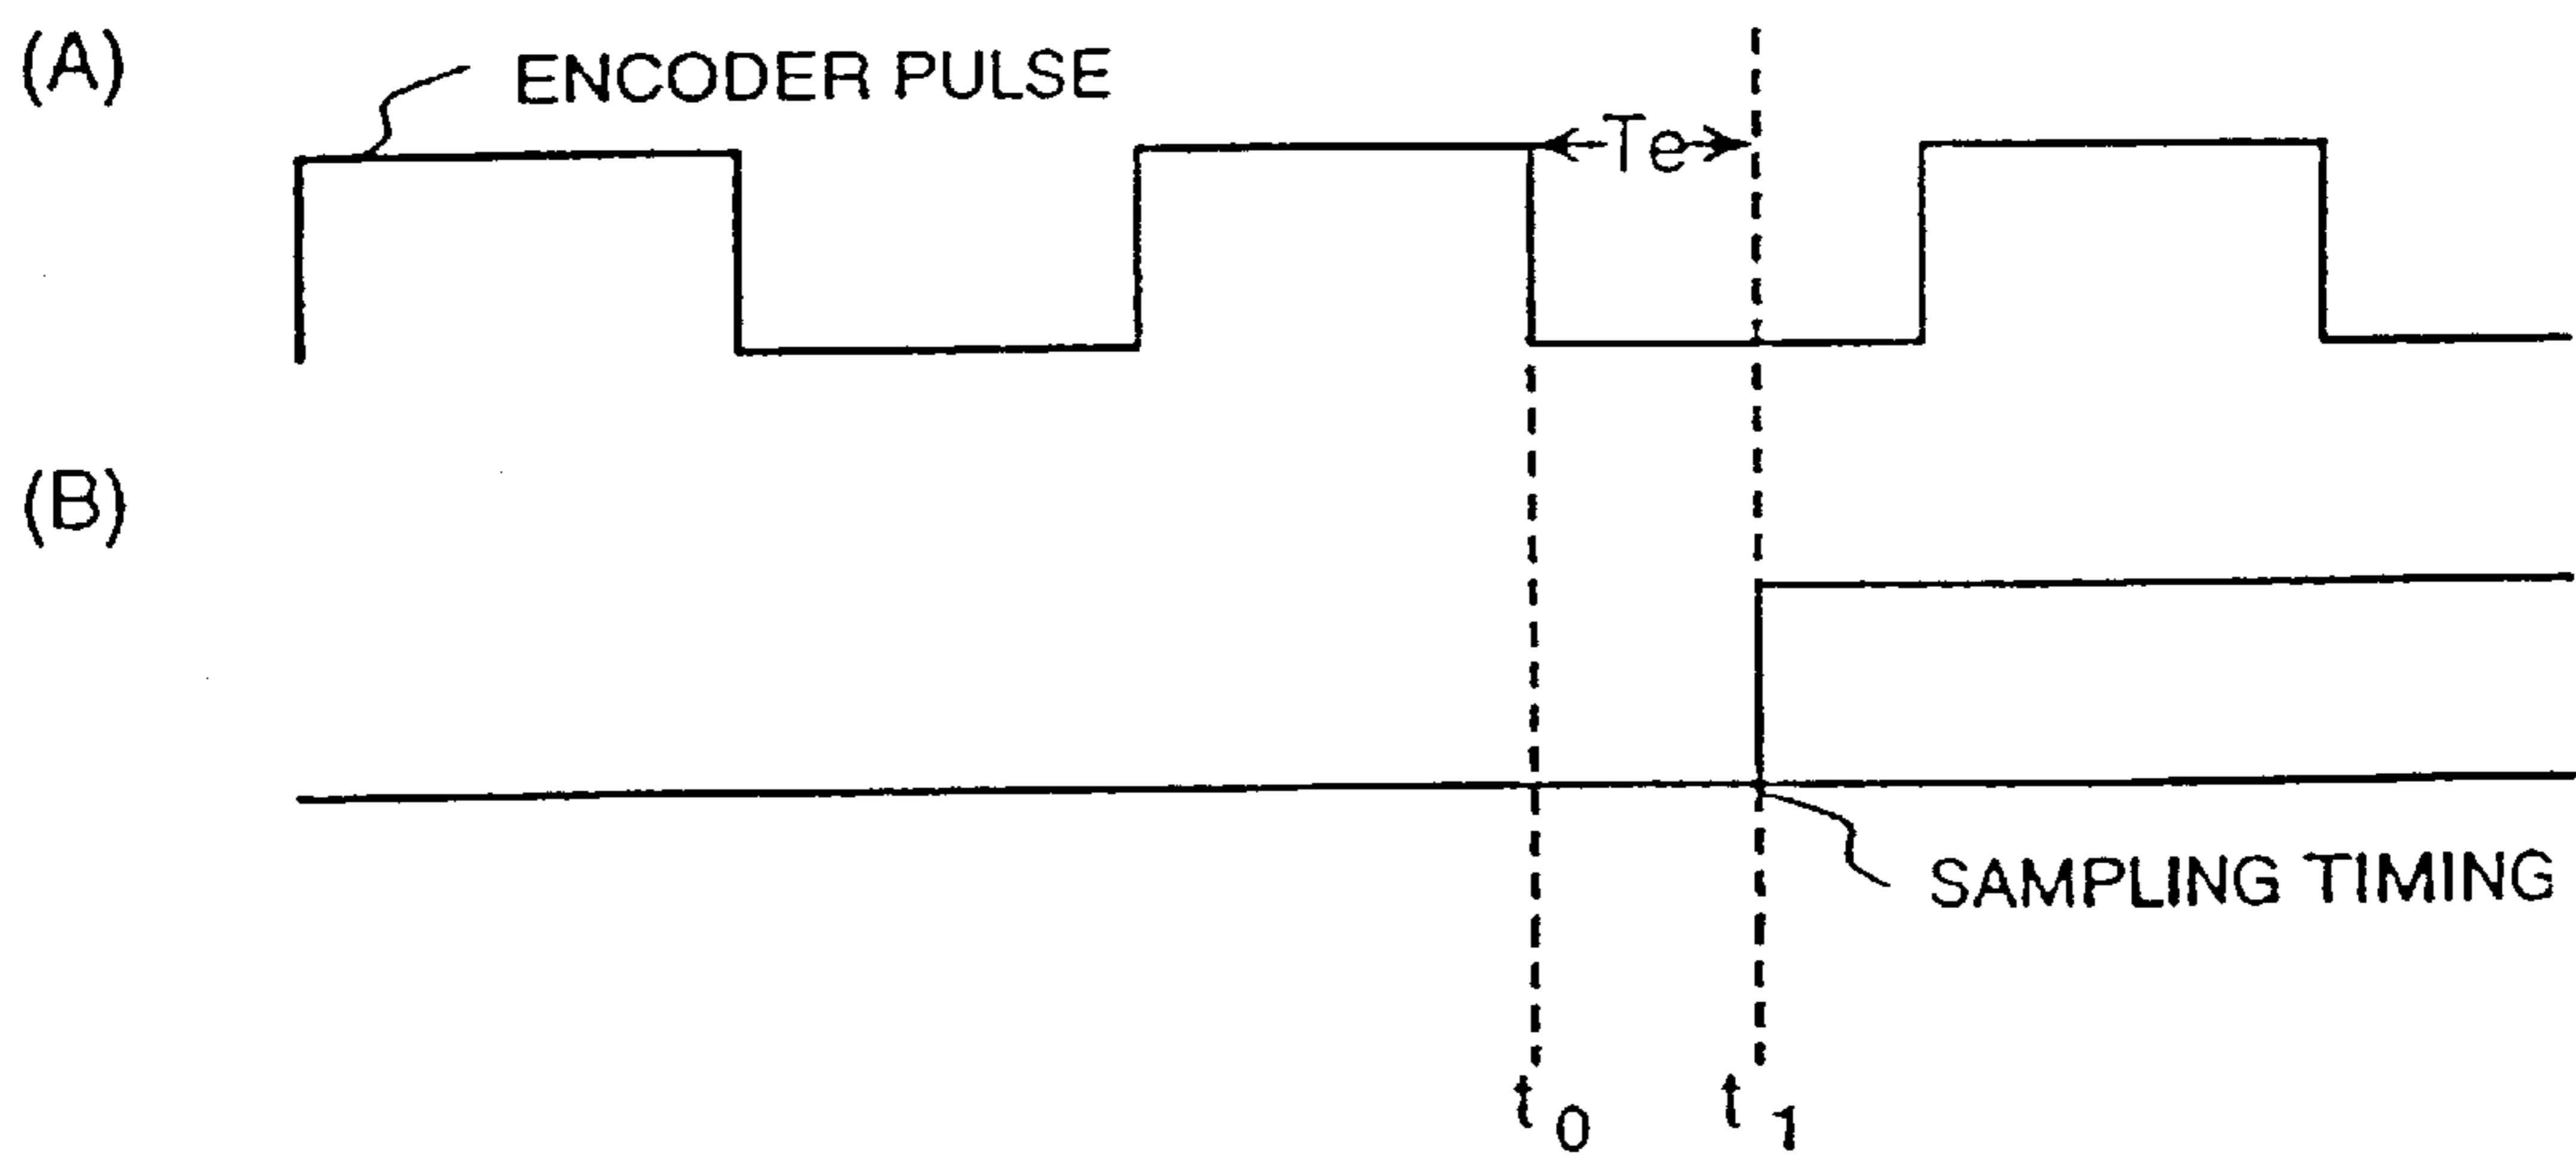 (A)
ENCODER PULSE
Te
(B)
SAMPLING TIMING
t0
t1